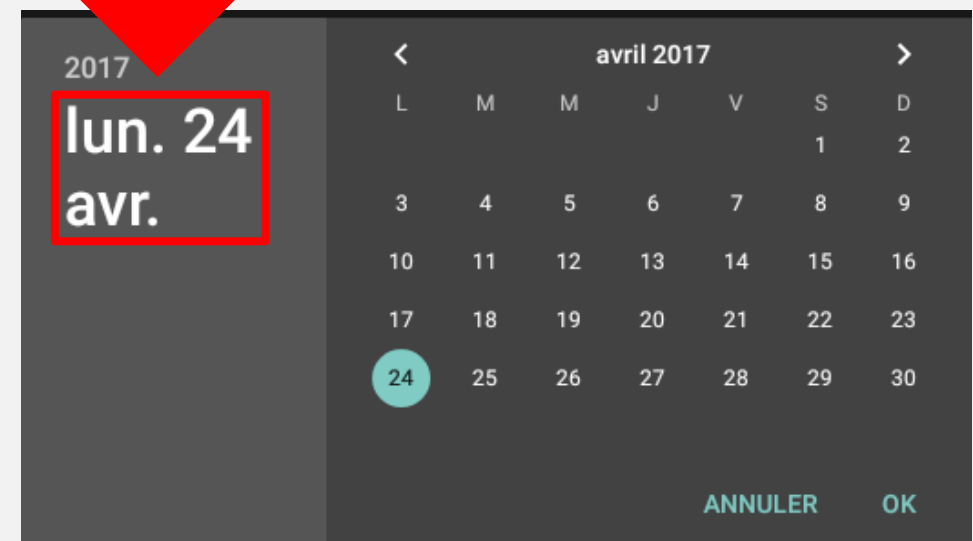 2017
lun. 24
avr.
avril 2017
L M M J V S D
1 2
3 4 5 6 7 8 9
10 11 12 13 14 15 16
17 18 19 20 21 22 23
24 25 26 27 28 29 30
ANNULER OK